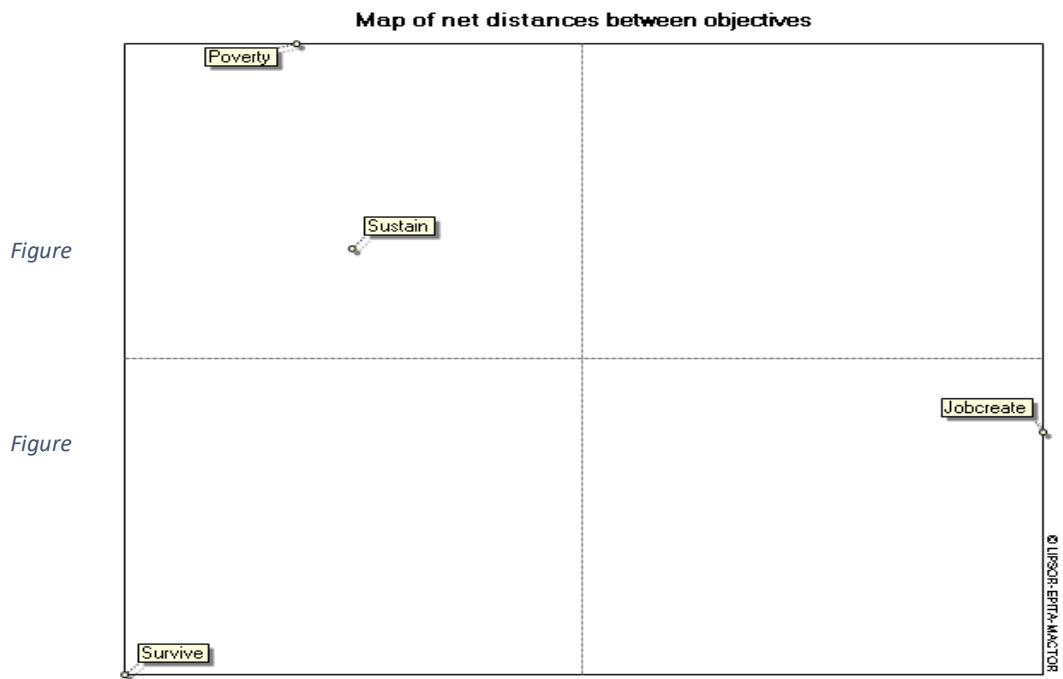 Map of net distances between objectives
Poverty
Sustain
Figure
Jobcreate
Figure
Survive
© LIPSOR-EPITA-MACTOR